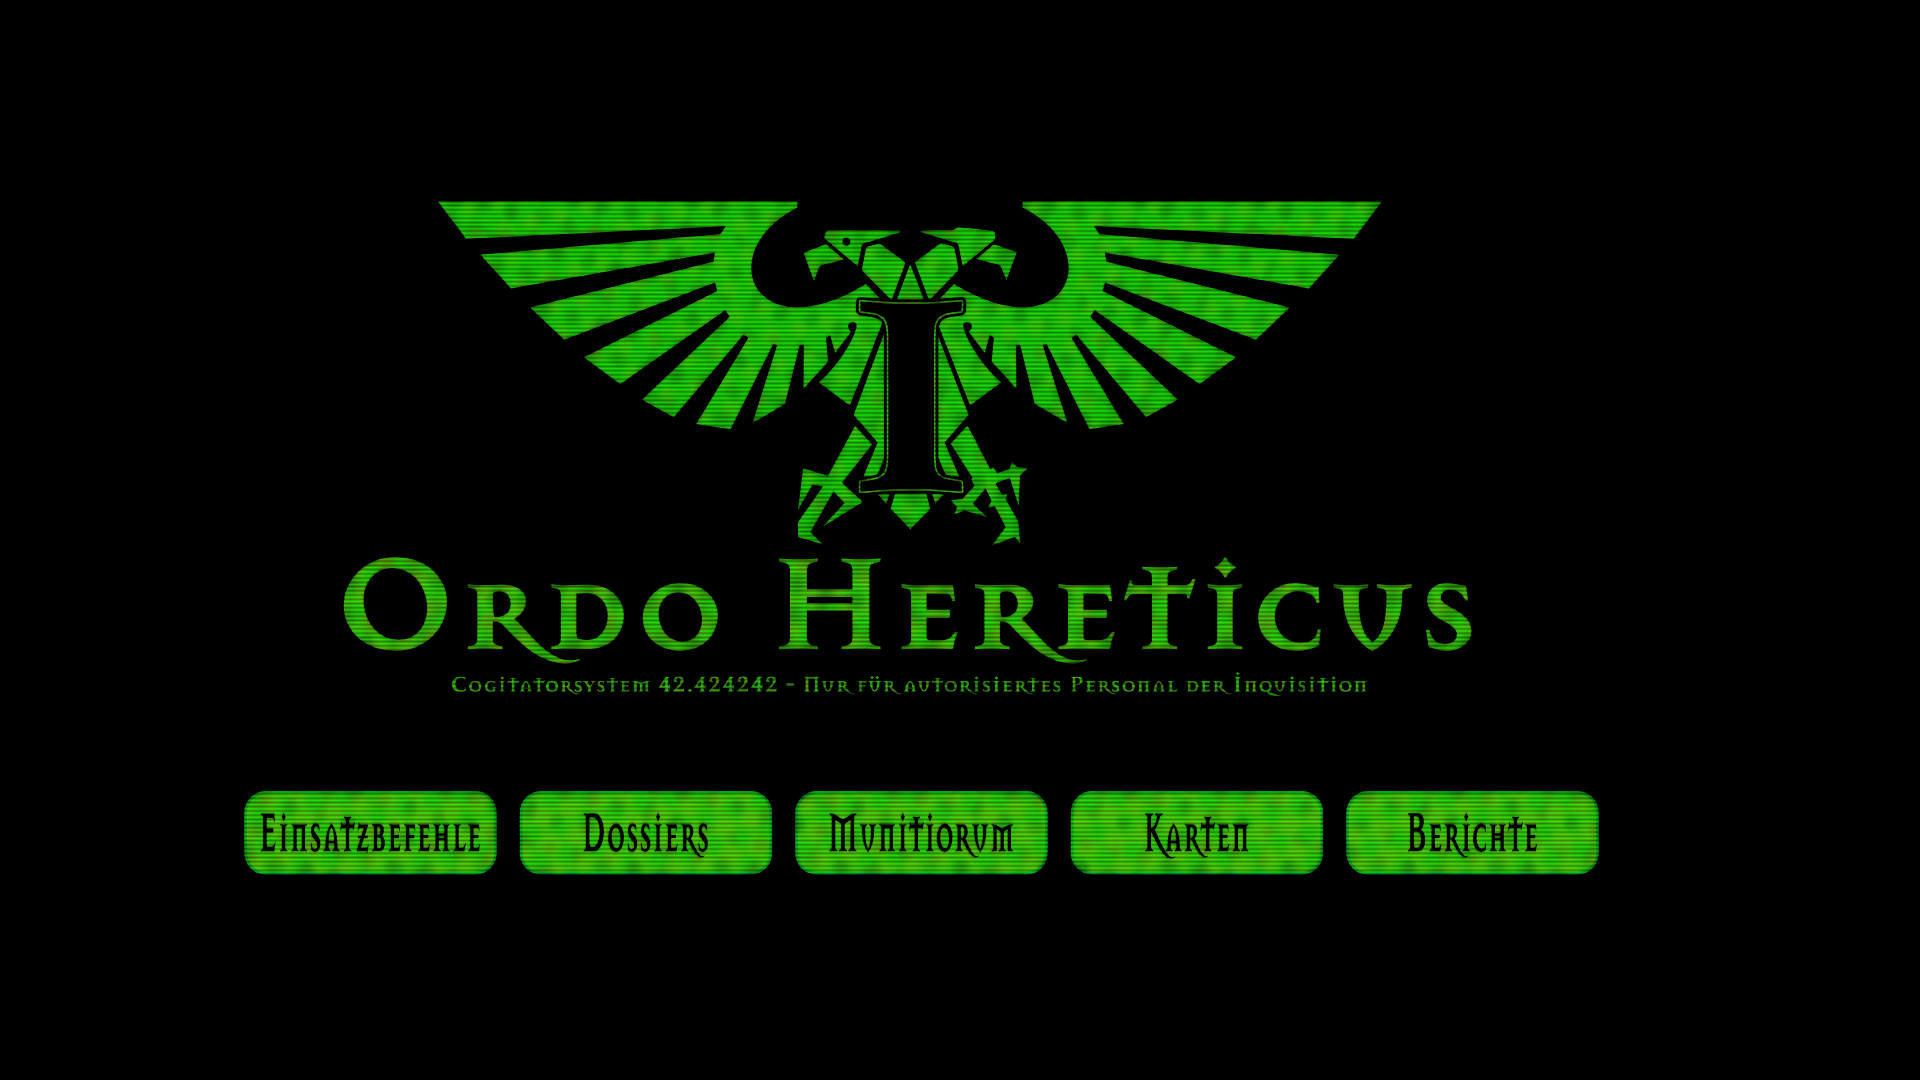 I
Ordo Hereticus
Cogitatorsystem 42.424242 - Nur für autorisiertes Personal der Inquisition
Einsatzbefehle
Dossiers
Munitiorum
Karten
Berichte